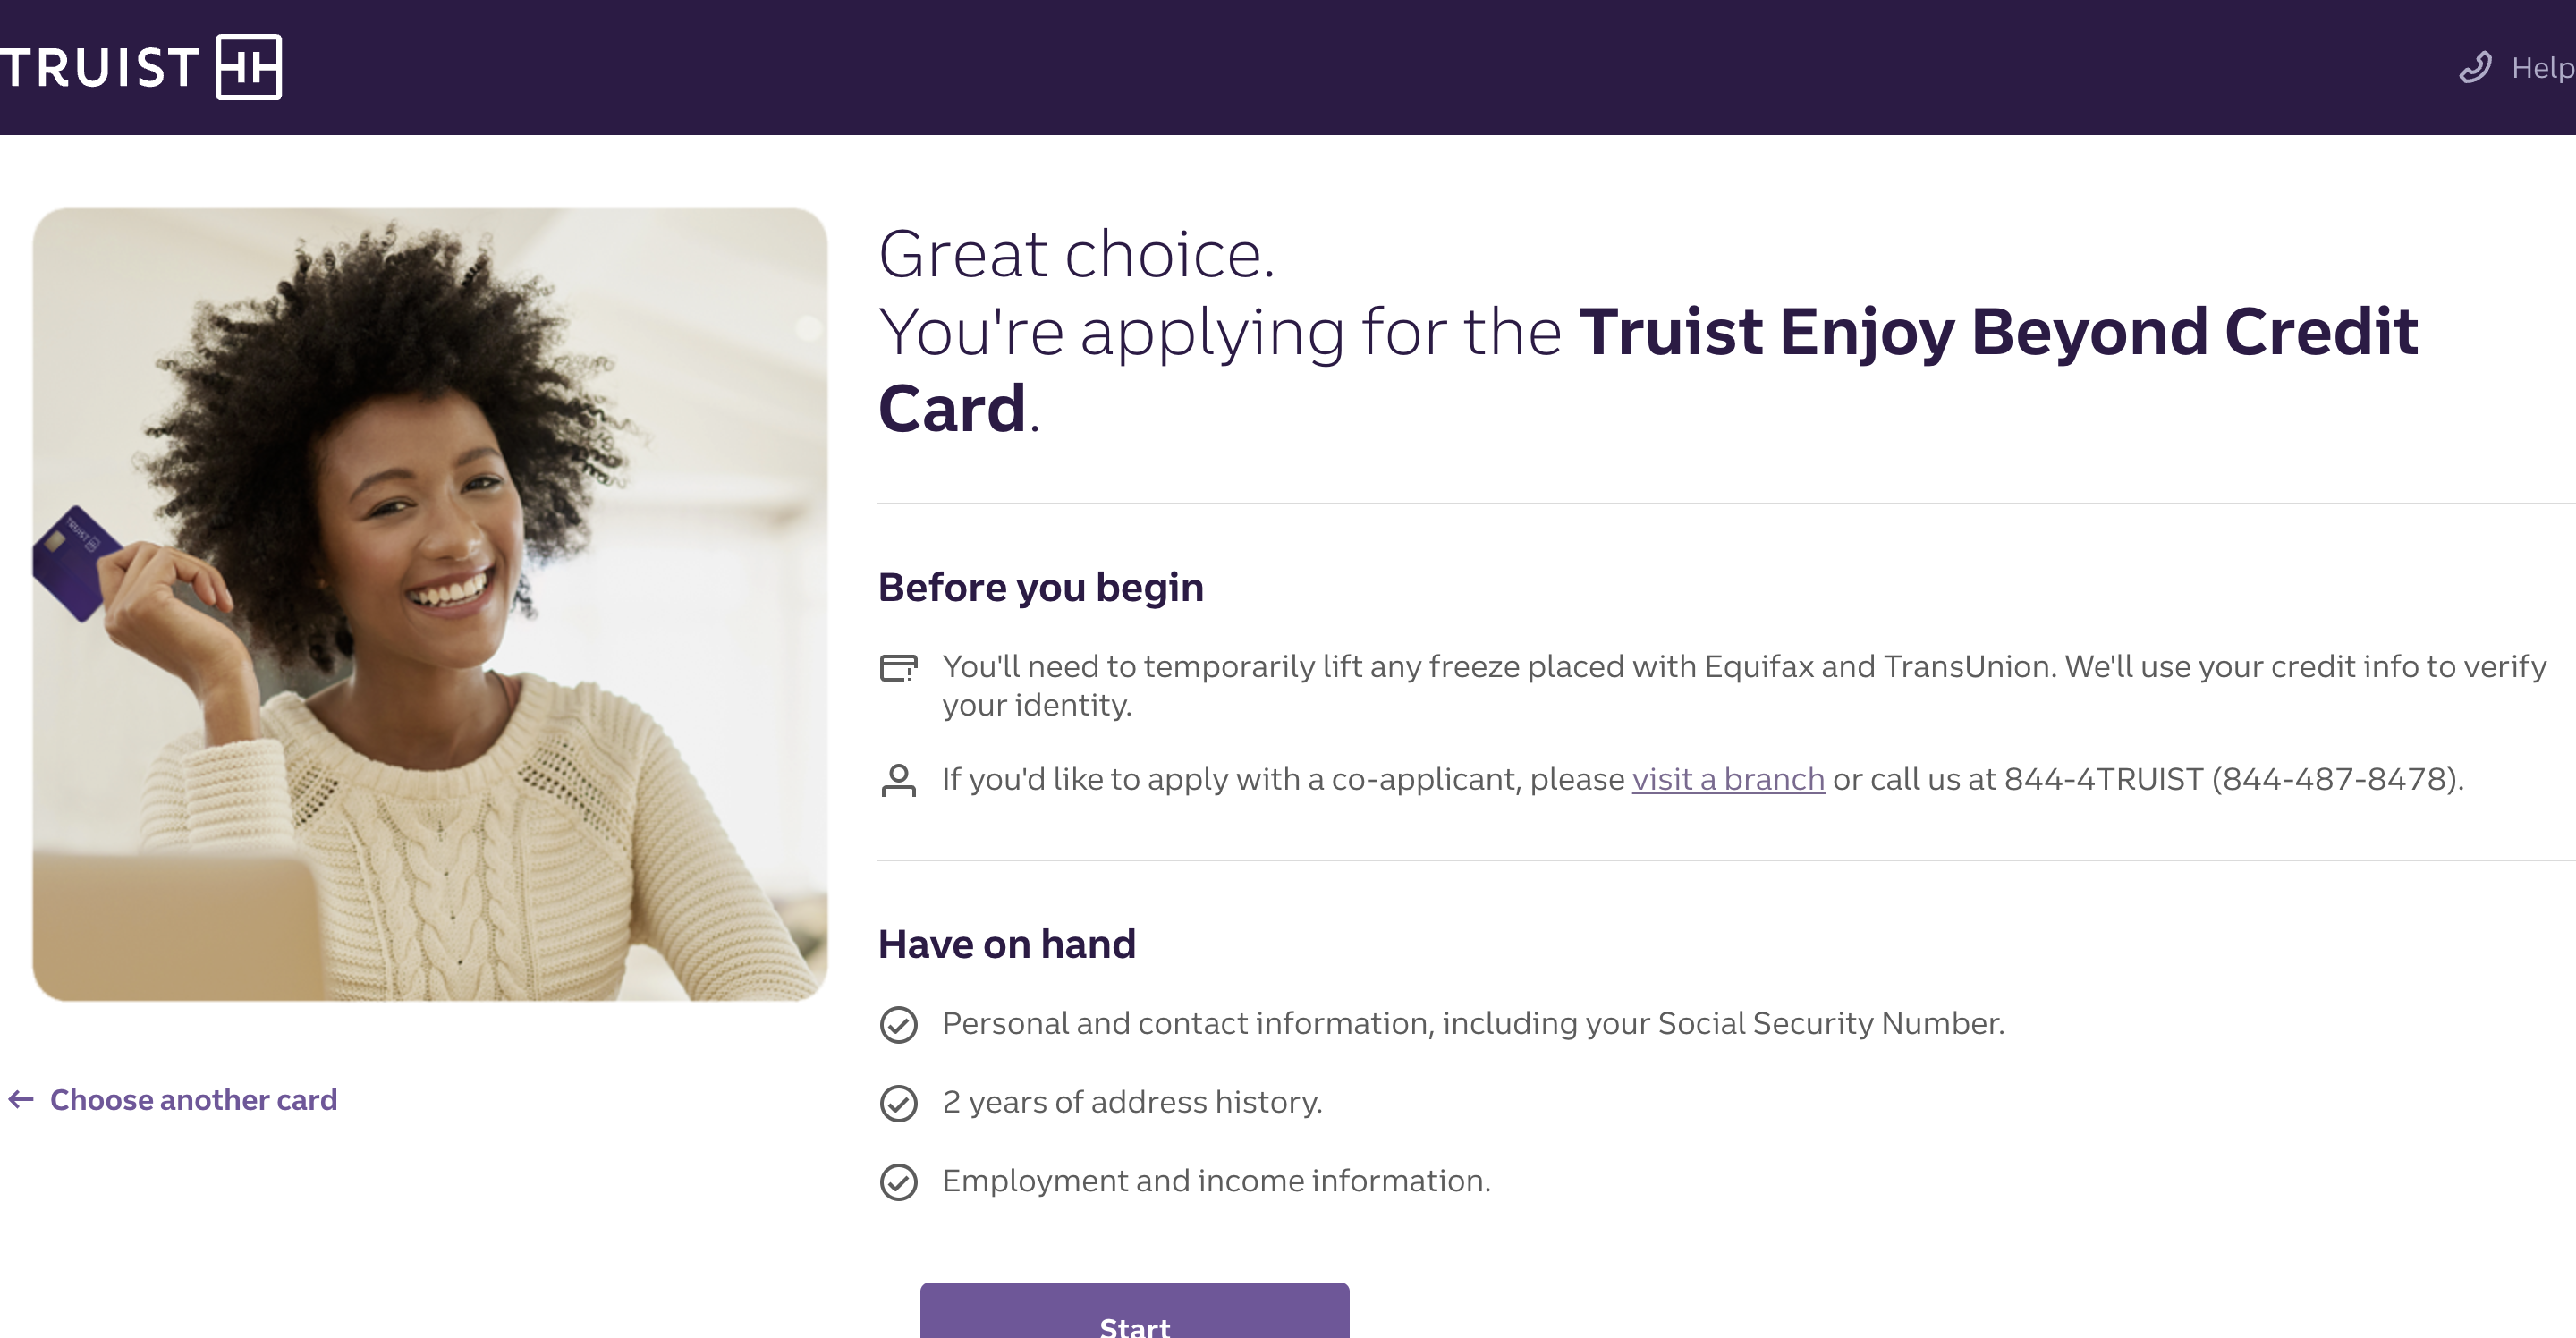 TRUIST
Help
Great choice.
You're applying for the Truist Enjoy Beyond Credit
Card.
TRUIST
Before you begin
You'll need to temporarily lift any freeze placed with Equifax and TransUnion. We'll use your credit info to verify
your identity.
If you'd like to apply with a co-applicant, please visit a branch or call us at 844-4TRUIST (844-487-8478).
Have on hand
Personal and contact information, including your Social Security Number.
2 years of address history.
Employment and income information.
Choose another card
Start